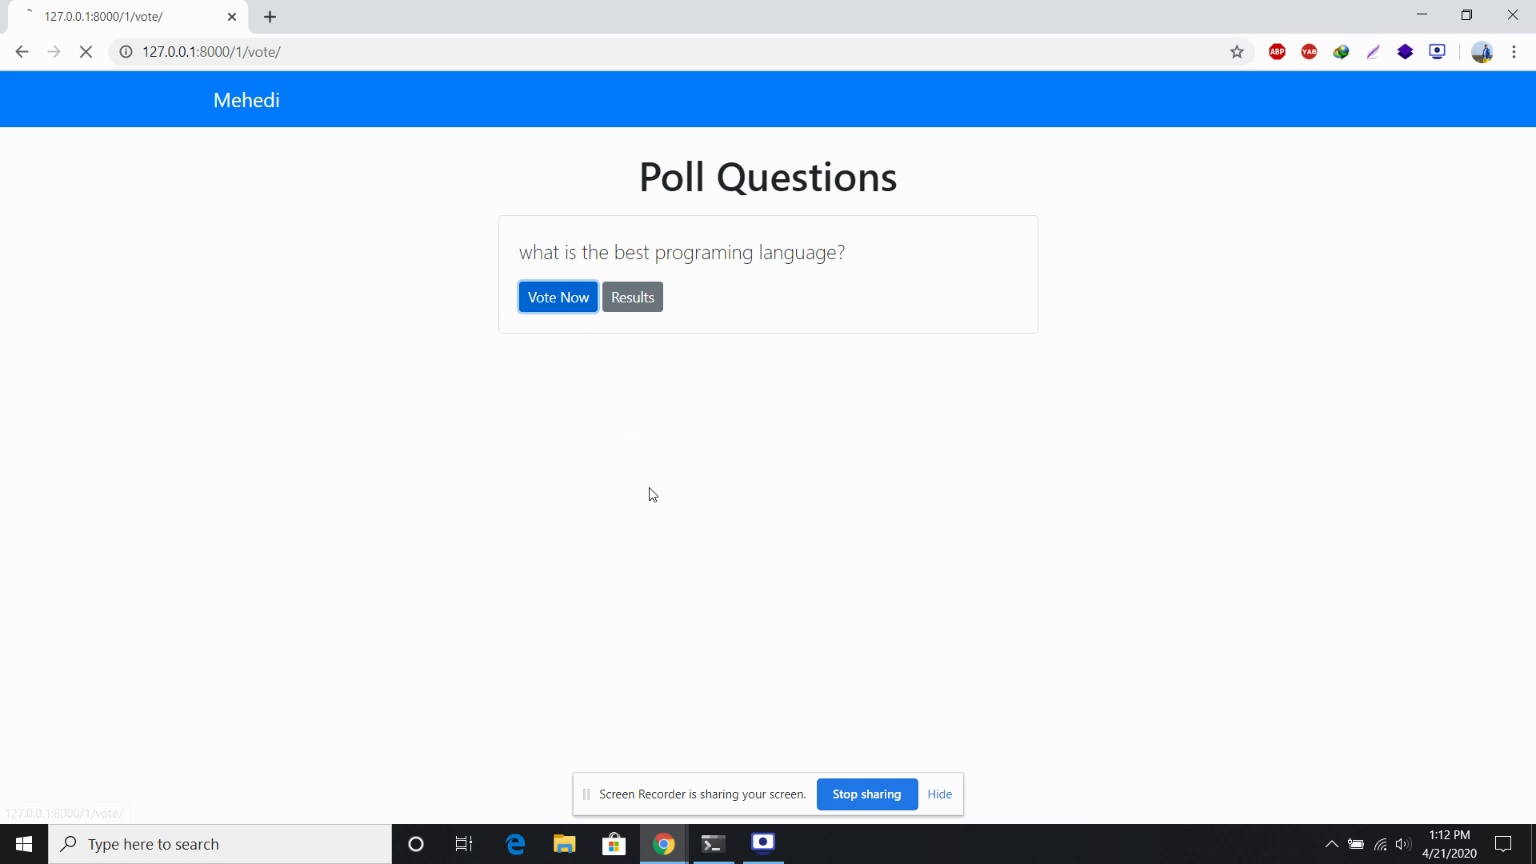 127.0.0.1:8000/1/vote/
127.0.0.1:8000/1/vote/
ABP
YAB
Mehedi
Poll Questions
what is the best programing language?
Vote Now Results
Screen Recorder is sharing your screen. Stop sharing Hide
127.0.0.1:8000/1/vote/
Type here to search
1:12 PM
4/21/2020